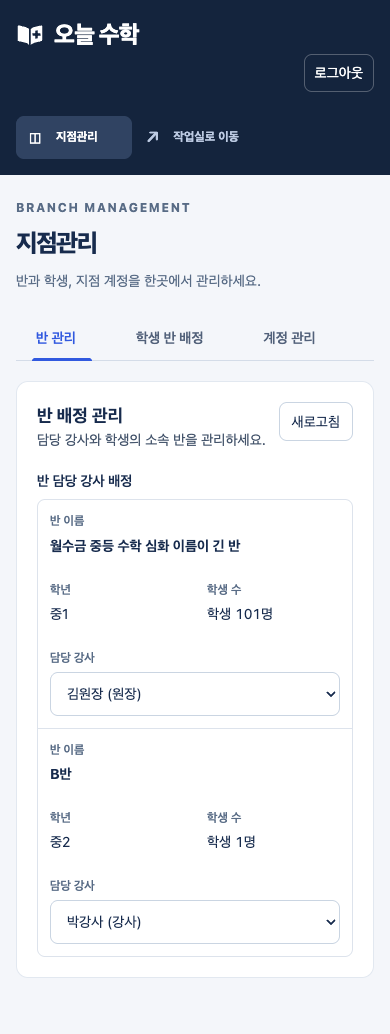 오늘 수학
로그아웃
지점관리
작업실로 이동
BRANCH MANAGEMENT
지점관리
반과 학생, 지점 계정을 한곳에서 관리하세요.
반 관리
학생 반 배정
계정 관리
반 배정 관리
담당 강사와 학생의 소속 반을 관리하세요.
새로고침
반 담당 강사 배정
반 이름
월수금 중등 수학 심화 이름이 긴 반
학년
학생 수
중1
학생 101명
담당 강사
김원장 (원장)
반 이름
B반
학년
학생 수
중2
학생 1명
담당 강사
박강사 (강사)